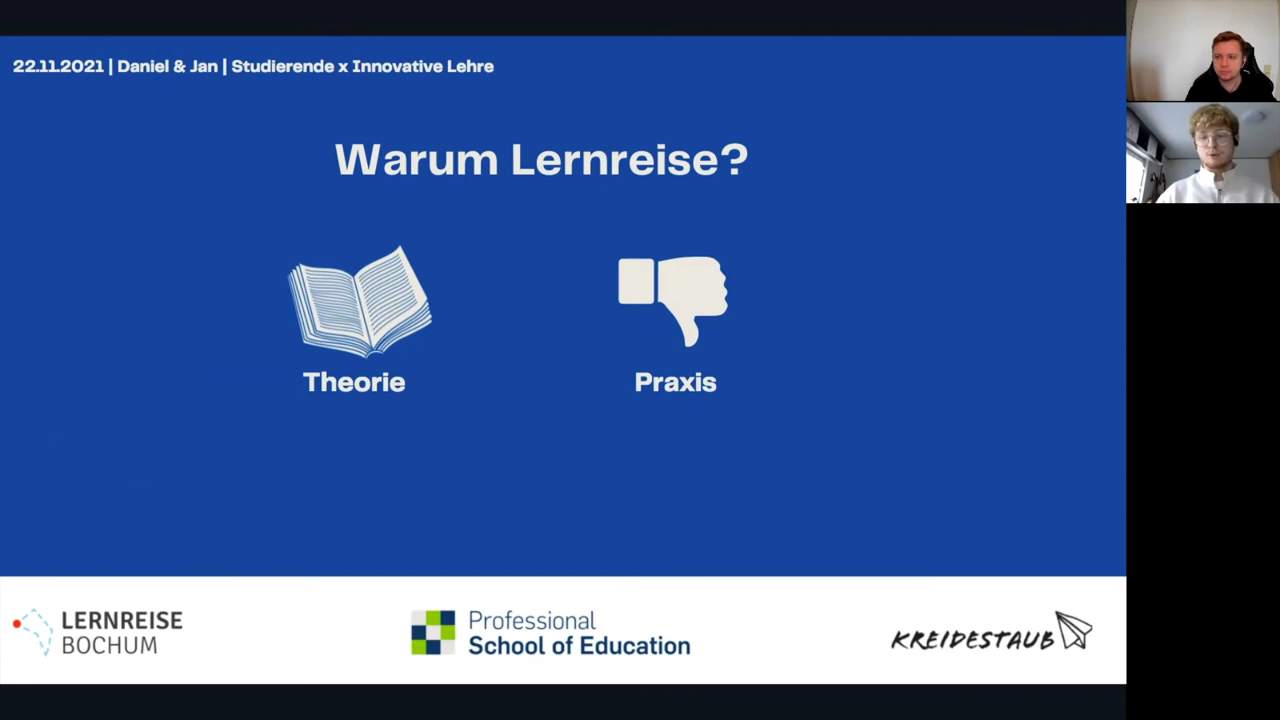 22.11.2021 | Daniel & Jan | Studierende x Innovative Lehre
Warum Lernreise?
Theorie
Praxis
LERNREISE
BOCHUM
Professional
School of Education
KREIDESTAUB